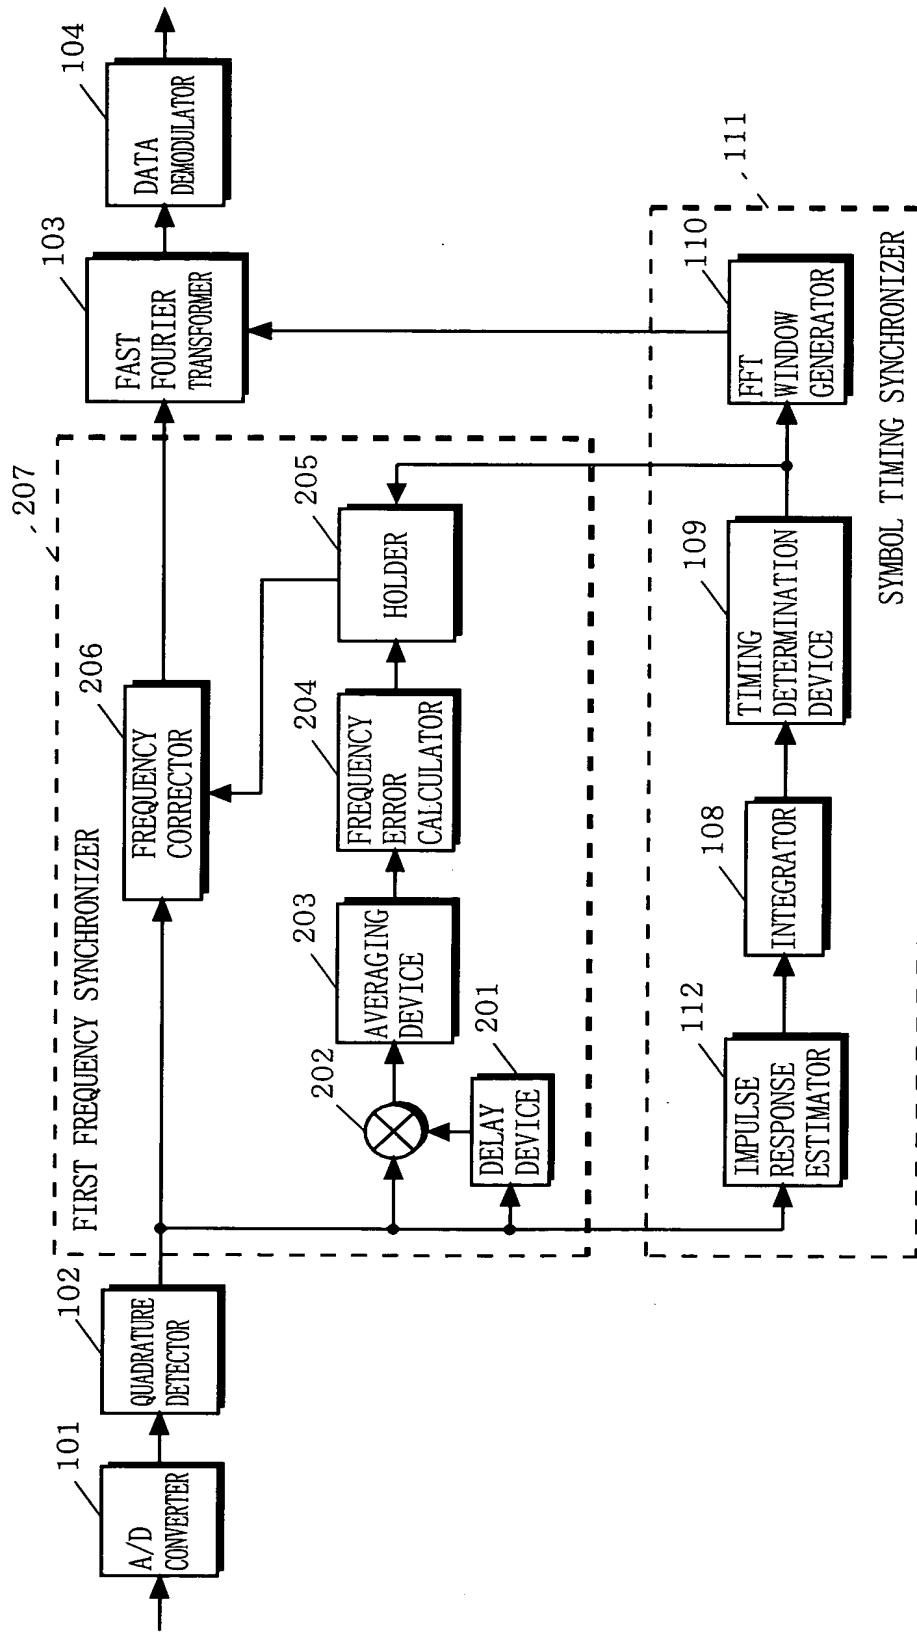 101
A/D
CONVERTER
102
QUADRATURE
DETECTOR
207
FIRST FREQUENCY SYNCHRONIZER
206
FREQUENCY
CORRECTOR
103
FAST
FOURIER
TRANSFORMER
104
DATA
DEMODULATOR
201
DELAY
DEVICE
202
203
AVERAGING
DEVICE
204
FREQUENCY
ERROR
CALCULATOR
205
HOLDER
111
112
IMPULSE
RESPONSE
ESTIMATOR
108
INTEGRATOR
109
TIMING
DETERMINATION
DEVICE
110
FFT
WINDOW
GENERATOR
SYMBOL TIMING SYNCHRONIZER